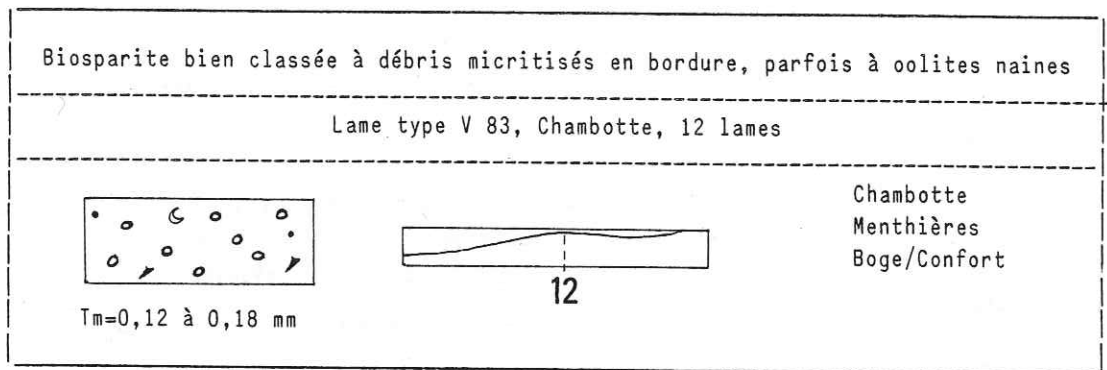 Biosparite bien classée à débris micritisés en bordure, parfois à oolites naines
Lame type V 83, Chambotte, 12 lames
Tm=0,12 à 0,18 mm
12
Chambotte
Menthières
Boge/Confort